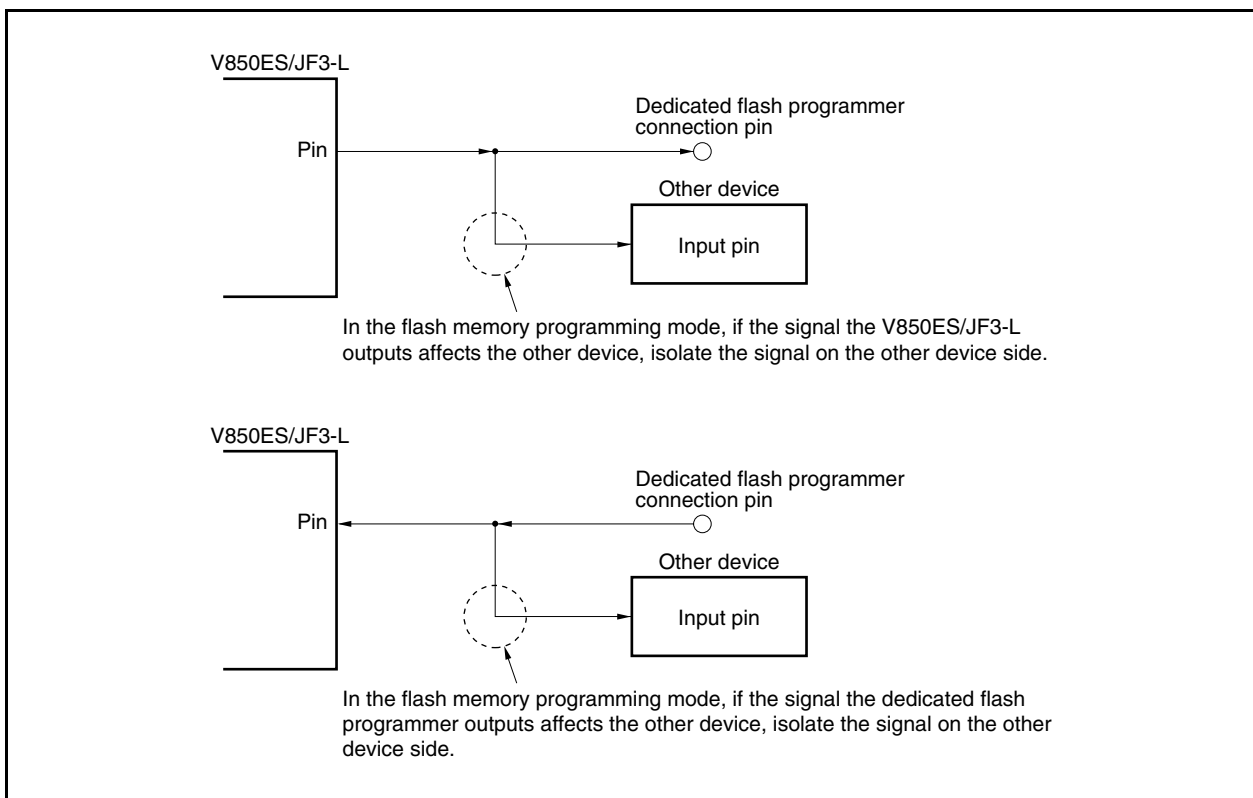 V850ES/JF3-L
Dedicated flash programmer
connection pin
Pin
Other device
Input pin
In the flash memory programming mode, if the signal the V850ES/JF3-L
outputs affects the other device, isolate the signal on the other device side.
V850ES/JF3-L
Dedicated flash programmer
connection pin
Pin
Other device
Input pin
In the flash memory programming mode, if the signal the dedicated flash
programmer outputs affects the other device, isolate the signal on the other
device side.